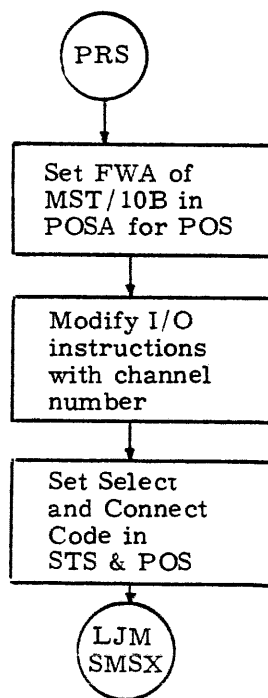 PRS
Set FWA of
MST/10B in
POSA for POS
Modify I/O
instructions
with channel
number
Set Select
and Connect
Code in
STS & POS
LJM
SMSX